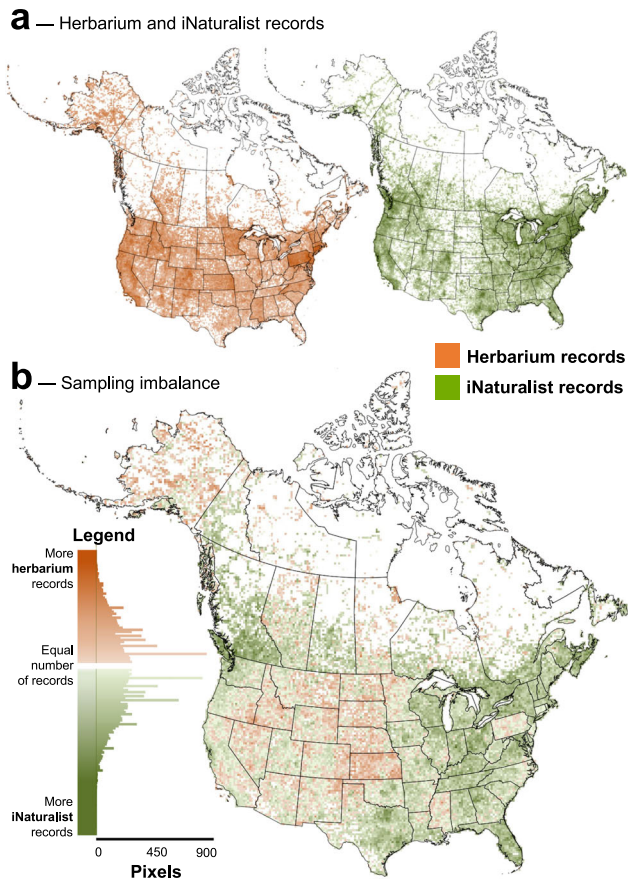 a — Herbarium and iNaturalist records
Herbarium records
iNaturalist records
b — Sampling imbalance
Legend
More
herbarium
records
Equal
number
of records
More
iNaturalist
records
0 450 900
Pixels